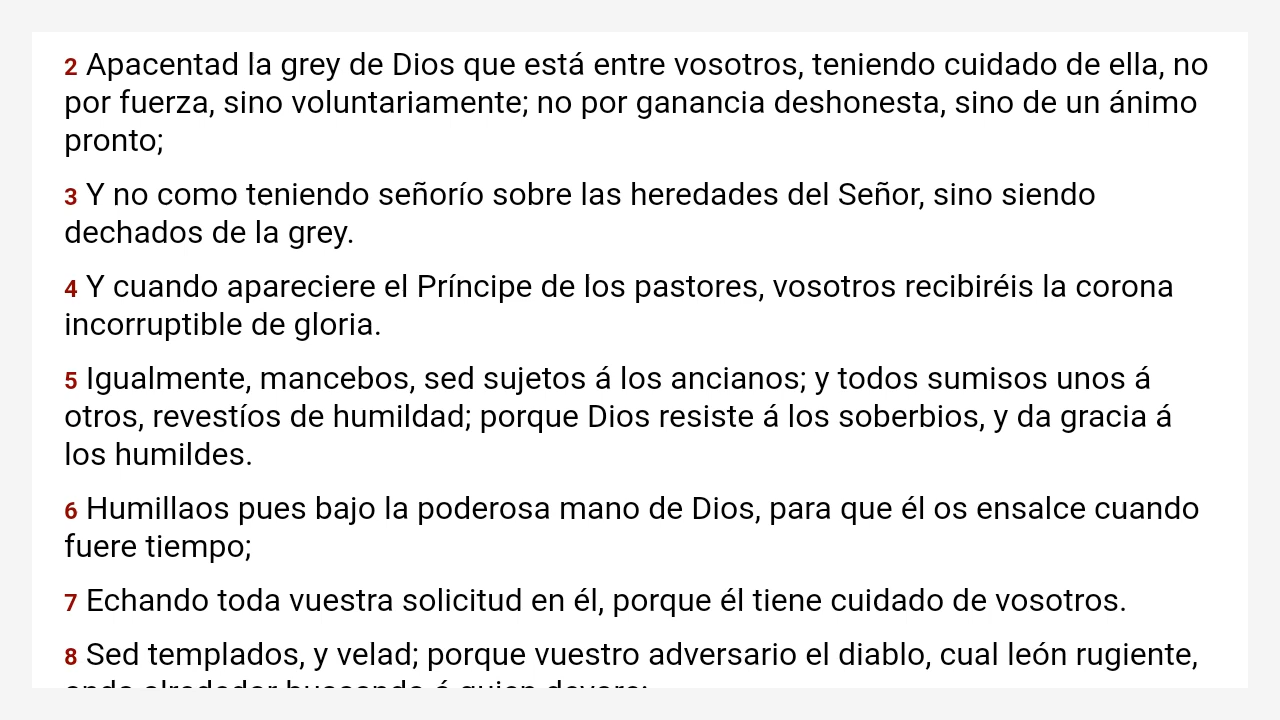 2 Apacentad la grey de Dios que está entre vosotros, teniendo cuidado de ella, no
por fuerza, sino voluntariamente; no por ganancia deshonesta, sino de un ánimo
pronto;
3 Y no como teniendo señorío sobre las heredades del Señor, sino siendo
dechados de la grey.
4 Y cuando apareciere el Príncipe de los pastores, vosotros recibiréis la corona
incorruptible de gloria.
5 Igualmente, mancebos, sed sujetos á los ancianos; y todos sumisos unos á
otros, revestíos de humildad; porque Dios resiste á los soberbios, y da gracia á
los humildes.
6 Humillaos pues bajo la poderosa mano de Dios, para que él os ensalce cuando
fuere tiempo;
7 Echando toda vuestra solicitud en él, porque él tiene cuidado de vosotros.
8 Sed templados, y velad; porque vuestro adversario el diablo, cual león rugiente,